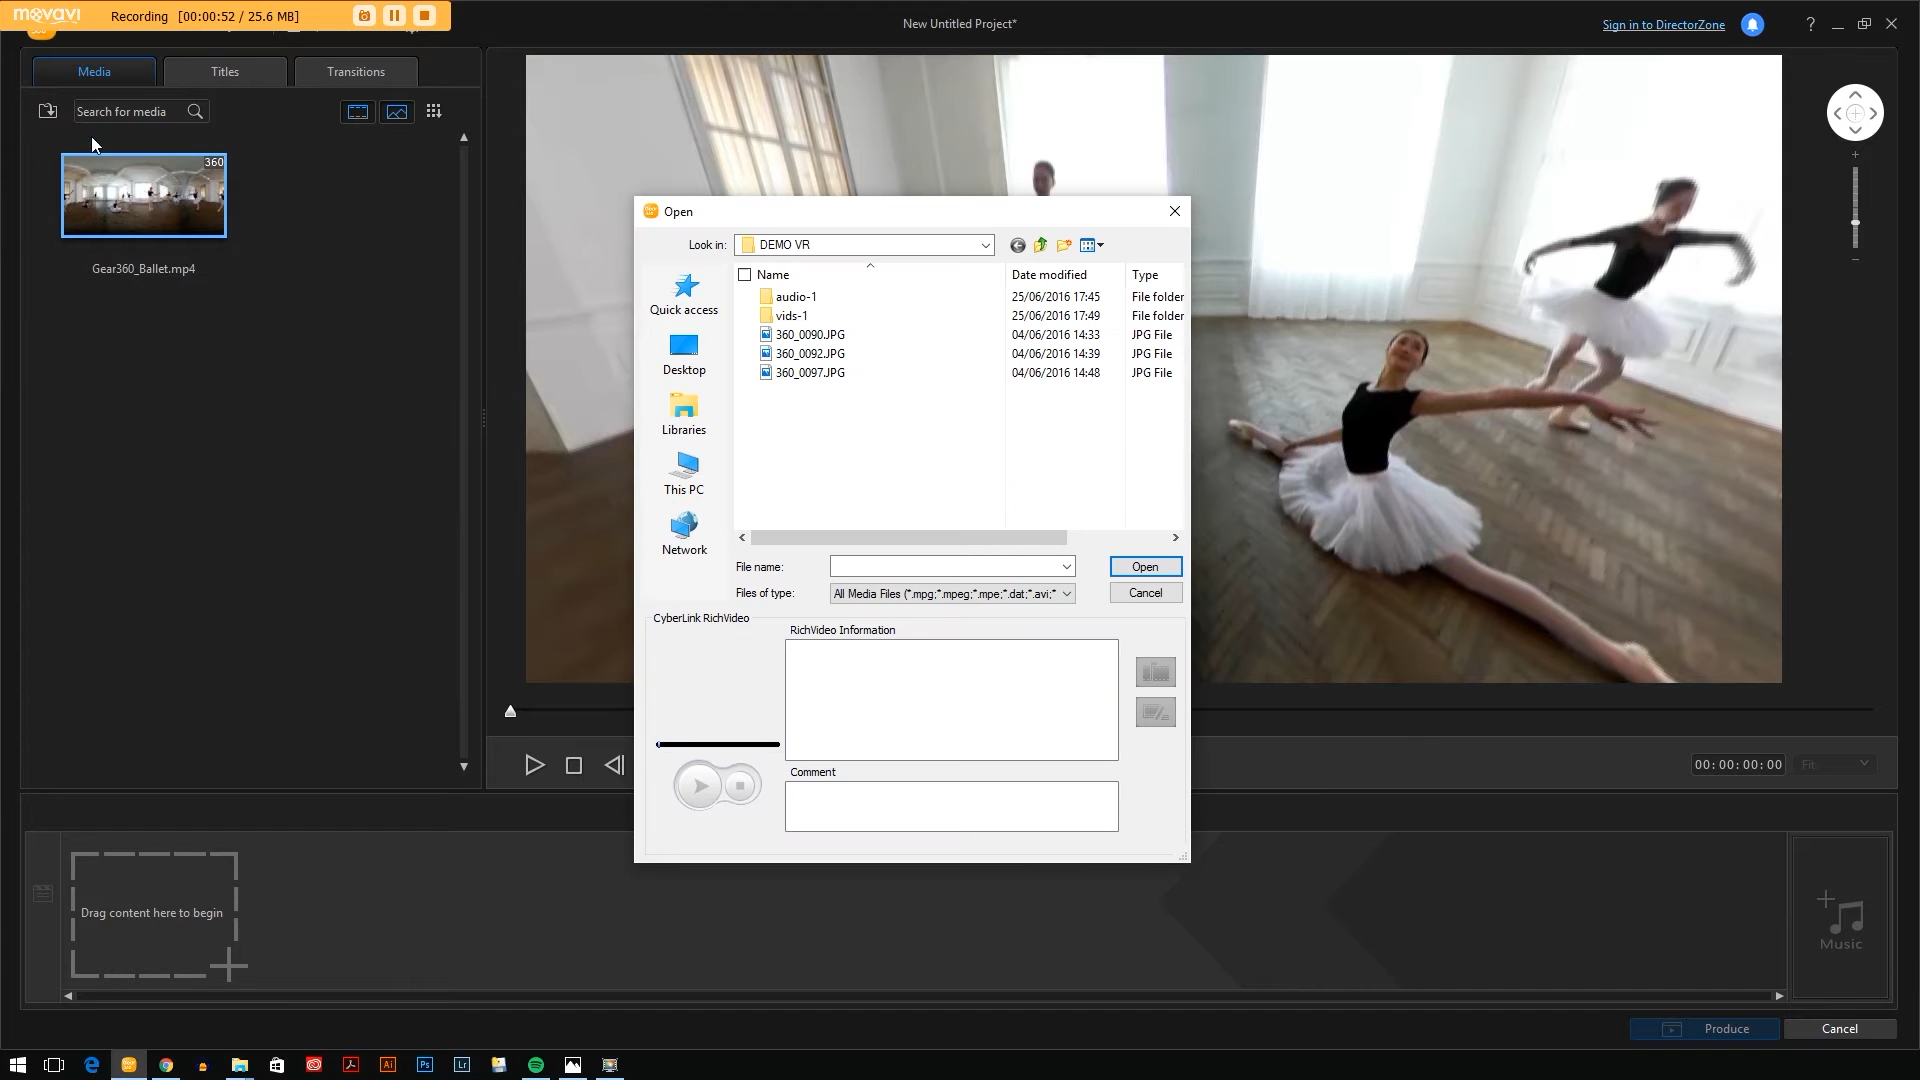 movavi
Recording [00:00:52 / 25.6 MB]
New Untitled Project*
Sign in to DirectorZone
?
Media
Titles
Transitions
Search for media
360
Gear360_Ballet.mp4
Open
Look in:
DEMO VR
Name
Date modified
Type
audio-1
25/06/2016 17:45
File folder
vids-1
25/06/2016 17:49
File folder
360_0090.JPG
04/06/2016 14:33
JPG File
360_0092.JPG
04/06/2016 14:39
JPG File
360_0097.JPG
04/06/2016 14:48
JPG File
Quick access
Desktop
Libraries
This PC
Network
File name:
Open
Files of type:
All Media Files (*.mpg;*.mpeg;*.mpe;*.dat;*.avi;*
Cancel
CyberLink RichVideo
RichVideo Information
Comment
00:00:00:00
Fit
Drag content here to begin
Music
Produce
Cancel
Ai
Ps
Lr